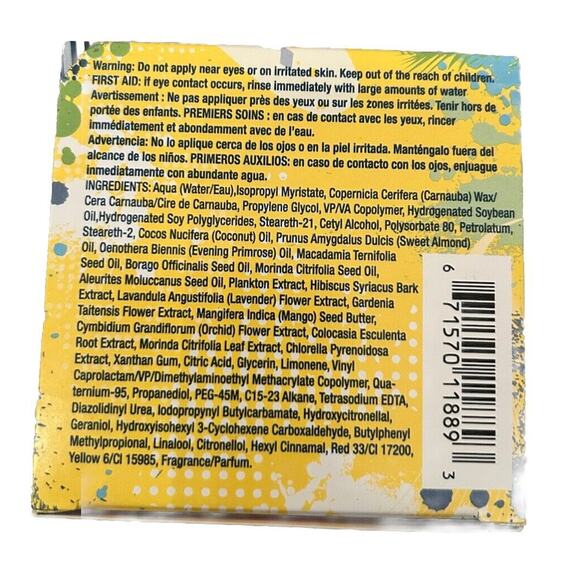 Warning: Do not apply near eyes or on irritated skin. Keep out of the reach of children.
FIRST AID: if eye contact occurs, rinse immediately with large amounts of water
Avertissement : Ne pas appliquer près des yeux ou sur les zones irritées. Tenir hors de
portée des enfants. PREMIERS SOINS : en cas de contact avec les yeux, rincer
immédiatement et abondamment avec de l'eau.
Advertencia: No lo aplique cerca de los ojos o en la piel irritada. Manténgalo fuera del
alcance de los niños. PRIMEROS AUXILIOS: en caso de contacto con los ojos, enjuague
inmediatamente con abundante agua.
INGREDIENTS: Aqua (Water/Eau),Isopropyl Myristate, Copernicia Cerifera (Carnauba) Wax/
Cera Carnauba/Cire de Carnauba, Propylene Glycol, VP/VA Copolymer, Hydrogenated Soybean
Oil,Hydrogenated Soy Polyglycerides, Steareth-21, Cetyl Alcohol, Polysorbate 80, Petrolatum,
Steareth-2, Cocos Nucifera (Coconut) Oil, Prunus Amygdalus Dulcis (Sweet Almond)
Oil, Oenothera Biennis (Evening Primrose) Oil, Macadamia Ternifolia
Seed Oil, Borago Officinalis Seed Oil, Morinda Citrifolia Seed Oil,
Aleurites Moluccanus Seed Oil, Plankton Extract, Hibiscus Syriacus Bark
Extract, Lavandula Angustifolia (Lavender) Flower Extract, Gardenia
Taitensis Flower Extract, Mangifera Indica (Mango) Seed Butter,
Cymbidium Grandiflorum (Orchid) Flower Extract, Colocasia Esculenta
Root Extract, Morinda Citrifolia Leaf Extract, Chlorella Pyrenoidosa
Extract, Xanthan Gum, Citric Acid, Glycerin, Limonene, Vinyl
Caprolactam/VP/Dimethylaminoethyl Methacrylate Copolymer, Qua-
ternium-95, Propanediol, PEG-45M, C15-23 Alkane, Tetrasodium EDTA,
Diazolidinyl Urea, Iodopropynyl Butylcarbamate, Hydroxycitronellal,
Geraniol, Hydroxyisohexyl 3-Cyclohexene Carboxaldehyde, Butylphenyl
Methylpropional, Linalool, Citronellol, Hexyl Cinnamal, Red 33/CI 17200,
Yellow 6/CI 15985, Fragrance/Parfum.
6 71570 11889 3